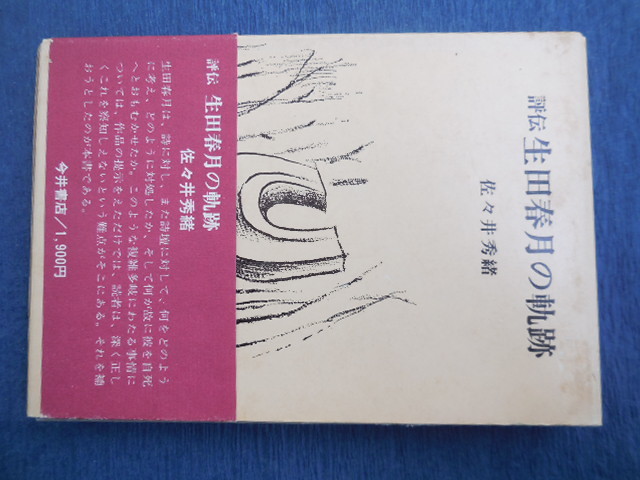 評伝 生田春月の軌跡
佐々井秀緒
評伝 生田春月の軌跡
佐々井秀緒
生田春月は、詩に対し、また詩壇に対して、何をどのよう
に考え、どのように対処したか、そして何が故に彼を自死
へとおもむかせたか。このような複雑多岐にわたる事情に
ついては、作品の掲示をえただけでは、読者は、深く正し
くこれを察知しえないという難点がそこにある。それを補
おうとしたのが本書である。
今井書店/1,900円